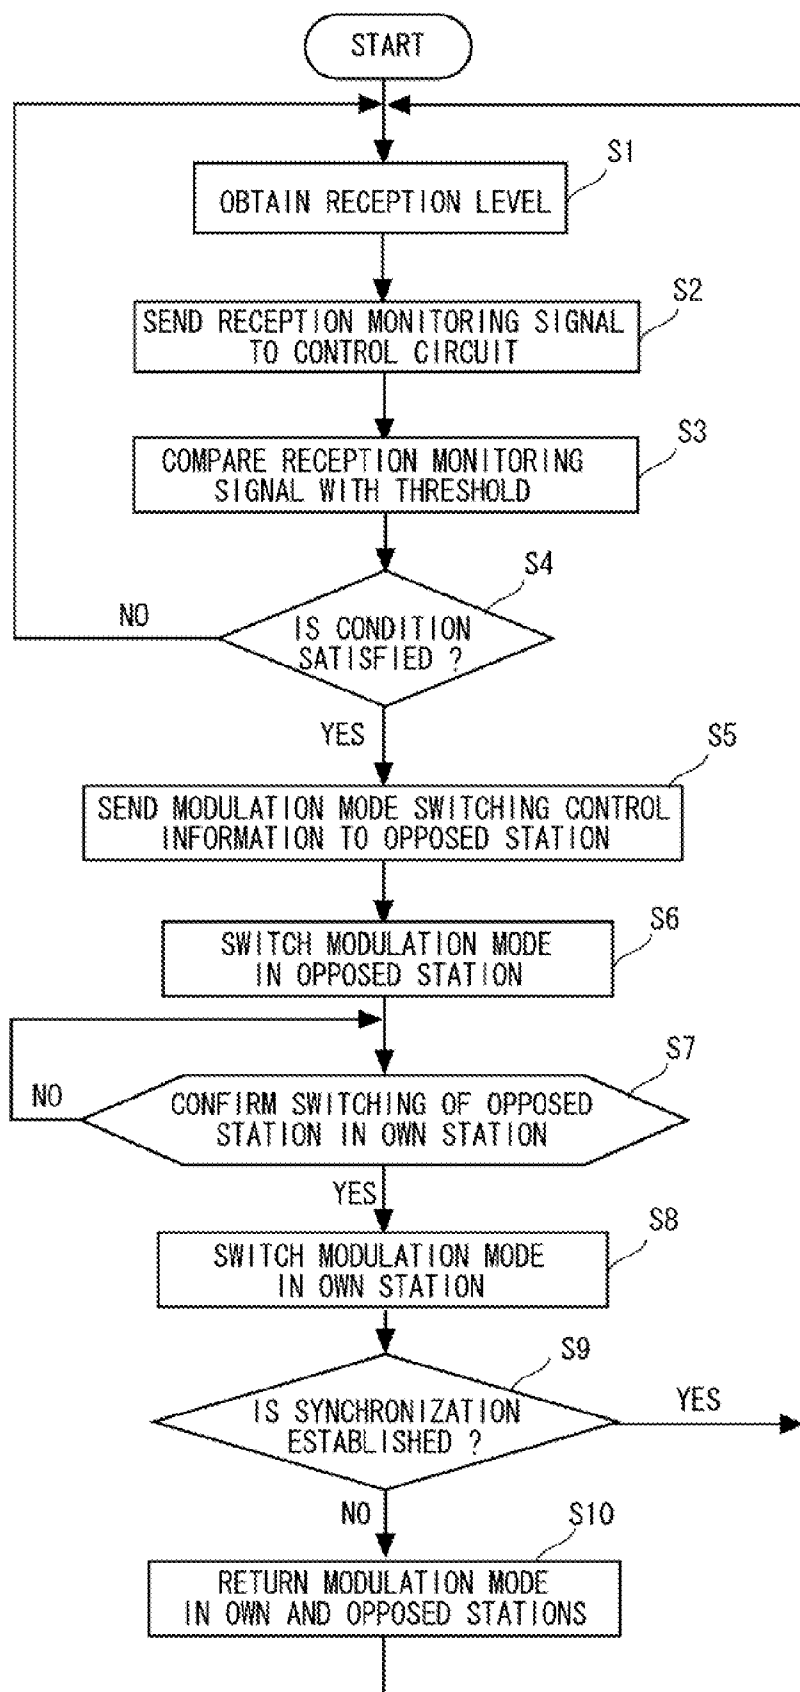 START
S1
OBTAIN RECEPTION LEVEL
S2
SEND RECEPTION MONITORING SIGNAL
TO CONTROL CIRCUIT
S3
COMPARE RECEPTION MONITORING
SIGNAL WITH THRESHOLD
S4
NO
IS CONDITION
SATISFIED ?
YES
S5
SEND MODULATION MODE SWITCHING CONTROL
INFORMATION TO OPPOSED STATION
S6
SWITCH MODULATION MODE
IN OPPOSED STATION
S7
NO
CONFIRM SWITCHING OF OPPOSED
STATION IN OWN STATION
YES
S8
SWITCH MODULATION MODE
IN OWN STATION
S9
IS SYNCHRONIZATION
ESTABLISHED ?
YES
NO
S10
RETURN MODULATION MODE
IN OWN AND OPPOSED STATIONS